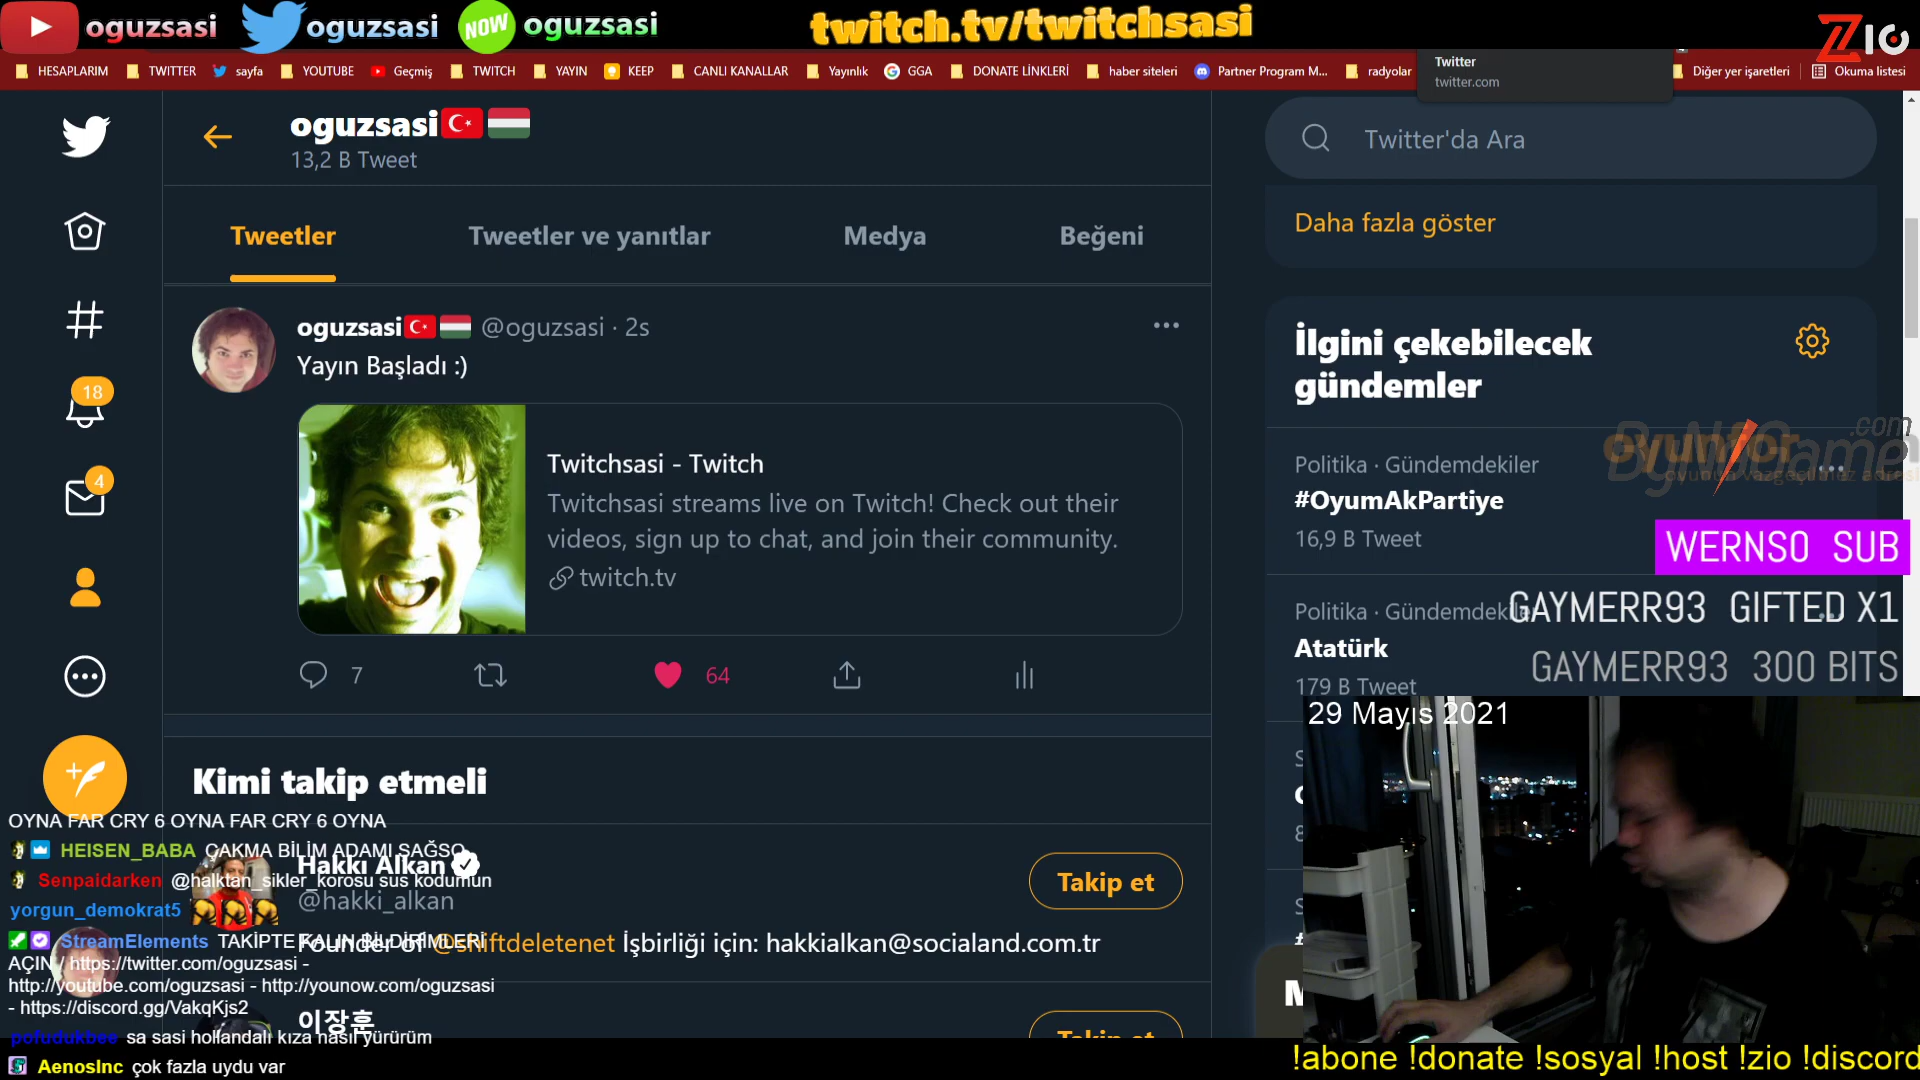 oguzsasi
oguzsasi
NOW
oguzsasi
twitch.tv/twitchsasi
ZIO
HESAPLARIM
TWITTER
sayfa
YOUTUBE
Geçmiş
TWITCH
YAYIN
KEEP
CANLI KANALLAR
Yayınlık
GGA
DONATE LİNKLERİ
haber siteleri
Partner Program M...
radyolar
Diğer yer işaretleri
Okuma listesi
Twitter
twitter.com
oguzsasi
13,2 B Tweet
Twitter'da Ara
Tweetler
Tweetler ve yanıtlar
Medya
Beğeni
Daha fazla göster
oguzsasi @oguzsasi · 2s
Yayın Başladı :)
Twitchsasi - Twitch
Twitchsasi streams live on Twitch! Check out their
videos, sign up to chat, and join their community.
twitch.tv
7
64
18
4
İlgini çekebilecek
gündemler
Politika · Gündemdekiler
#OyumAkPartiye
16,9 B Tweet
Politika · Gündemdekiler
Atatürk
179 B Tweet
oyunfor
.com
WERNSO SUB
GAYMERR93 GIFTED X1
GAYMERR93 300 BITS
29 Mayıs 2021
Kimi takip etmeli
Hakkı Alkan
@hakki_alkan
Takip et
Founder of @shiftdeletenet İşbirliği için: hakkialkan@socialand.com.tr
이장훈
Takip et
OYNA FAR CRY 6 OYNA FAR CRY 6 OYNA
HEISEN_BABA ÇAKMA BİLİM ADAMI SAĞSO
Senpaidarken @halktan_sikler_korosu sus kodumun
yorgun_demokrat5
StreamElements TAKİPTE KALIN BİLDİRİMLERİ
AÇIN / https://twitter.com/oguzsasi -
http://youtube.com/oguzsasi - http://younow.com/oguzsasi
- https://discord.gg/VakqKjs2
pofudukbee sa sasi hollandalı kıza nasıl yürürüm
AenosInc çok fazla uydu var
!abone !donate !sosyal !host !zio !discord